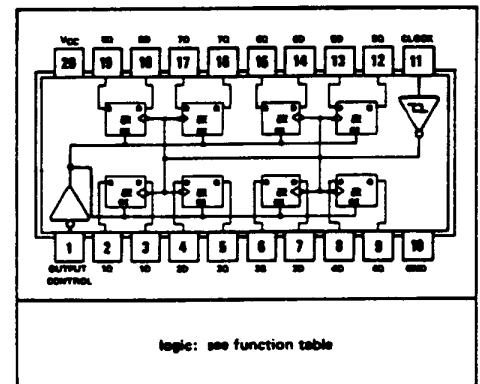 VCC 8Q 8D 7D 7Q 6Q 6D 5D 5Q CLOCK
20 19 18 17 16 15 14 13 12 11
1 2 3 4 5 6 7 8 9 10
OUTPUT CONTROL 1Q 1D 2D 2Q 3Q 3D 4D 4Q GND
logic: see function table